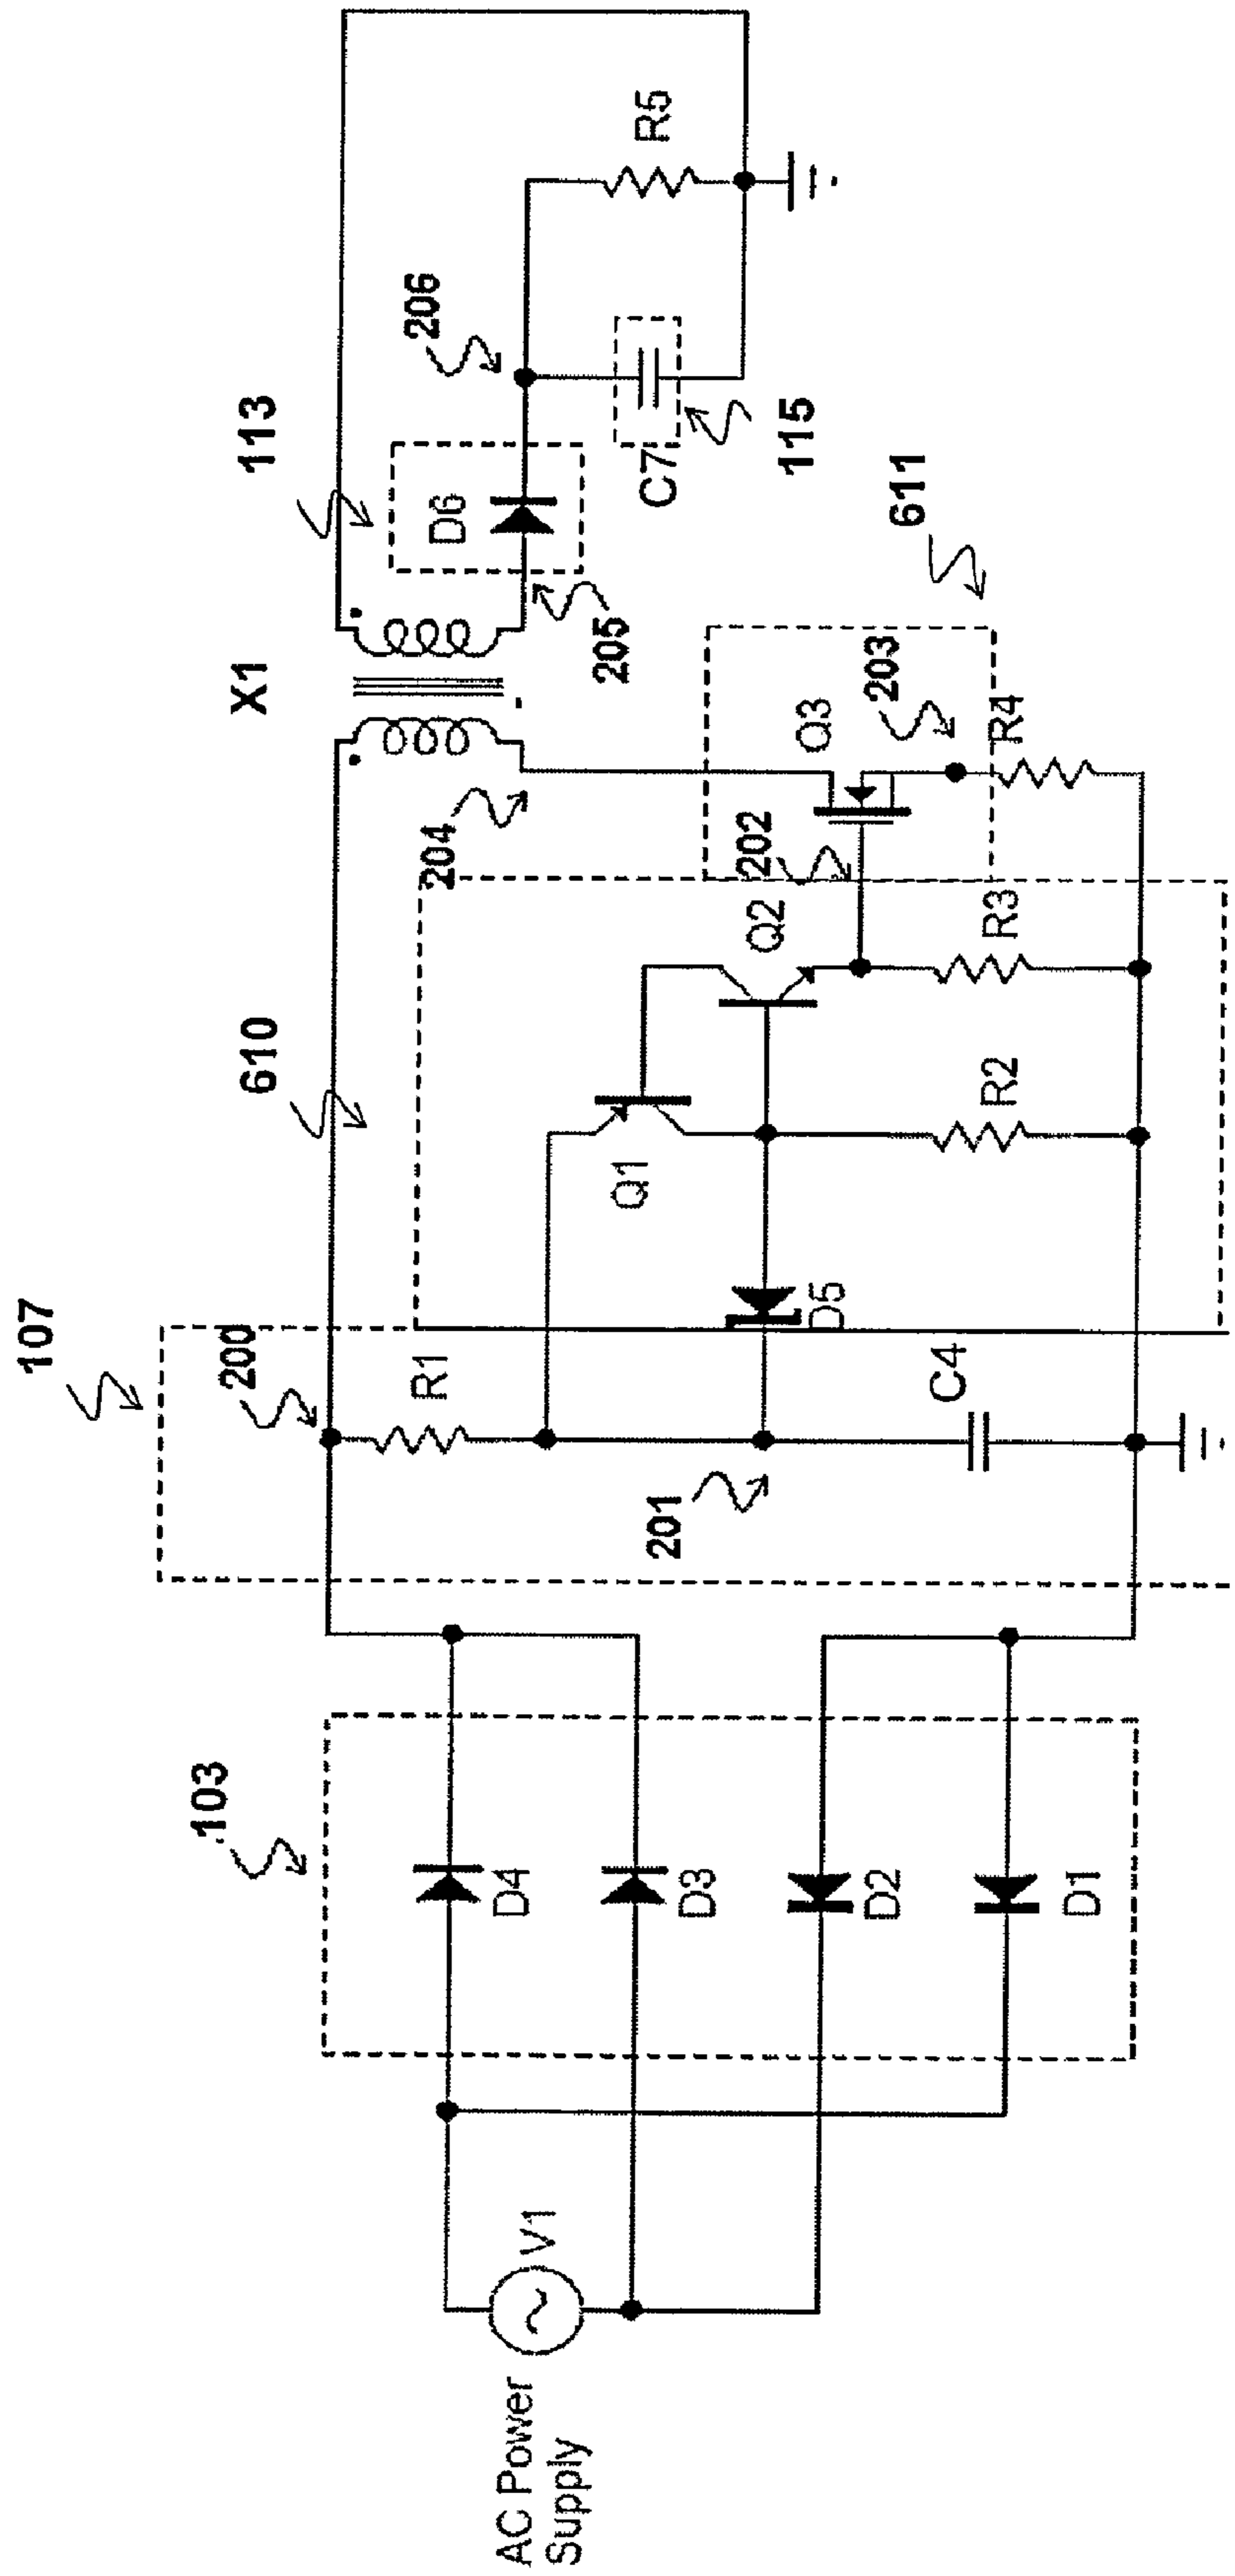 AC Power
Supply
V1
103
D4
D3
D2
D1
107
200
R1
201
C4
610
D5
Q1
R2
Q2
R3
202
204
Q3
203
R4
611
X1
205
113
D6
206
C7
115
R5